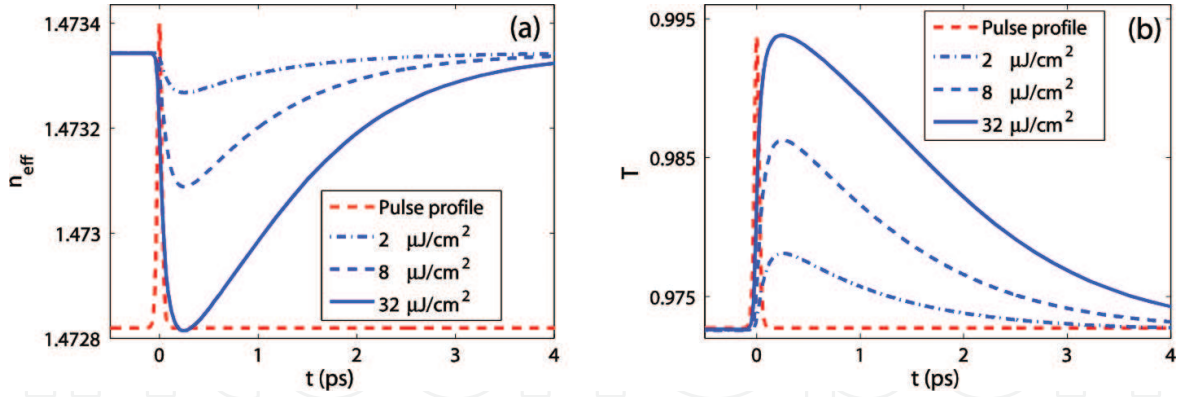 (a)
n_eff
1.4734
1.4732
1.473
1.4728
Pulse profile
2 μJ/cm²
8 μJ/cm²
32 μJ/cm²
0 1 2 3 4
t (ps)
(b)
T
0.995
0.985
0.975
Pulse profile
2 μJ/cm²
8 μJ/cm²
32 μJ/cm²
0 1 2 3 4
t (ps)